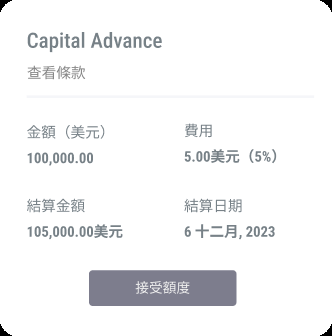 Capital Advance
查看條款
金額（美元）
費用
100,000.00
5.00美元（5%）
結算金額
結算日期
105,000.00美元
6 十二月, 2023
接受額度